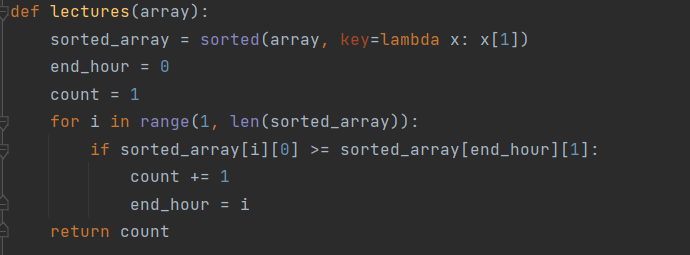 def lectures(array):
    sorted_array = sorted(array, key=lambda x: x[1])
    end_hour = 0
    count = 1
    for i in range(1, len(sorted_array)):
        if sorted_array[i][0] >= sorted_array[end_hour][1]:
            count += 1
            end_hour = i
    return count